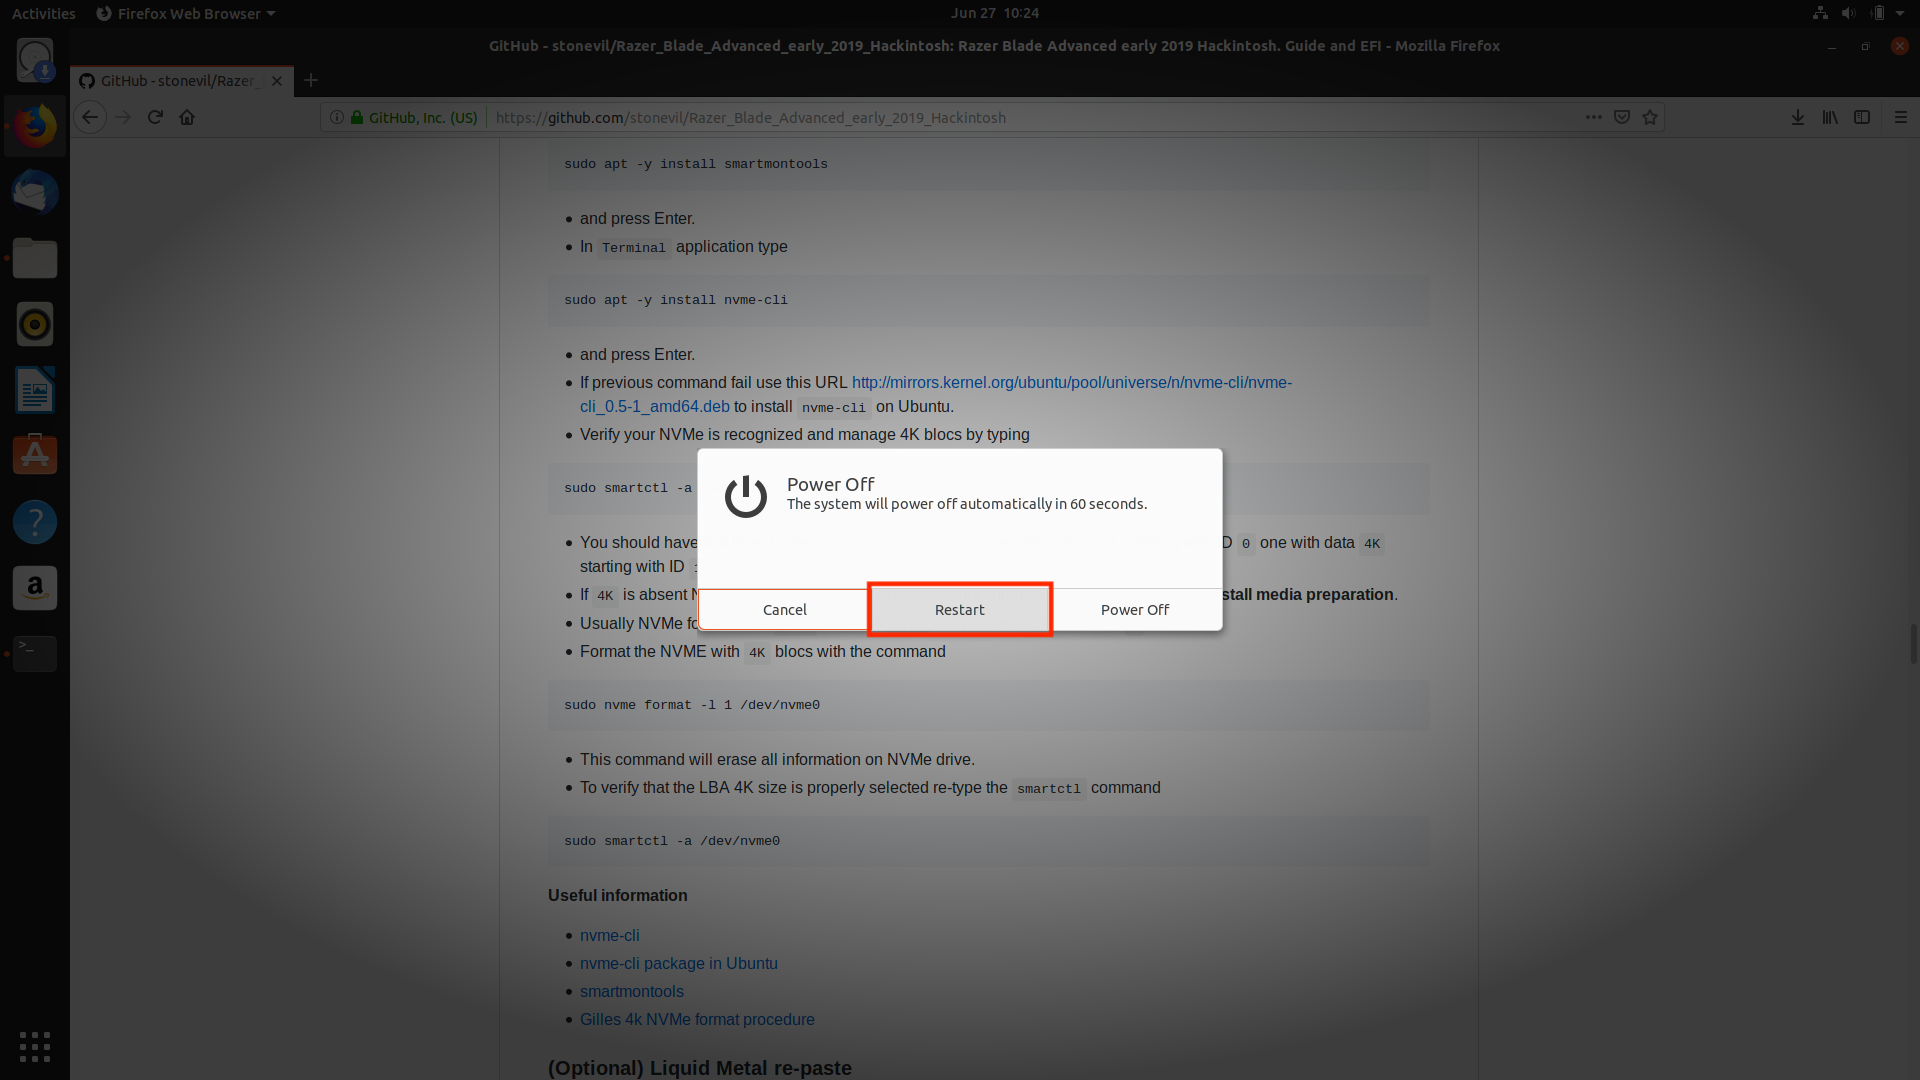 Activities Firefox Web Browser Jun 27 10:24
GitHub - stonevil/Razer_Blade_Advanced_early_2019_Hackintosh: Razer Blade Advanced early 2019 Hackintosh. Guide and EFI - Mozilla Firefox
GitHub - stonevil/Razer_
GitHub, Inc. (US) https://github.com/stonevil/Razer_Blade_Advanced_early_2019_Hackintosh
sudo apt -y install smartmontools
and press Enter.
In Terminal application type
sudo apt -y install nvme-cli
and press Enter.
If previous command fail use this URL http://mirrors.kernel.org/ubuntu/pool/universe/n/nvme-cli/nvme-
cli_0.5-1_amd64.deb to install nvme-cli on Ubuntu.
Verify your NVMe is recognized and manage 4K blocs by typing
sudo smartctl -a
Power Off
The system will power off automatically in 60 seconds.
Cancel Restart Power Off
You should have D 0 one with data 4K
starting with ID
If 4K is absent N stall media preparation.
Usually NVMe fo
Format the NVME with 4K blocs with the command
sudo nvme format -l 1 /dev/nvme0
This command will erase all information on NVMe drive.
To verify that the LBA 4K size is properly selected re-type the smartctl command
sudo smartctl -a /dev/nvme0
Useful information
nvme-cli
nvme-cli package in Ubuntu
smartmontools
Gilles 4k NVMe format procedure
(Optional) Liquid Metal re-paste